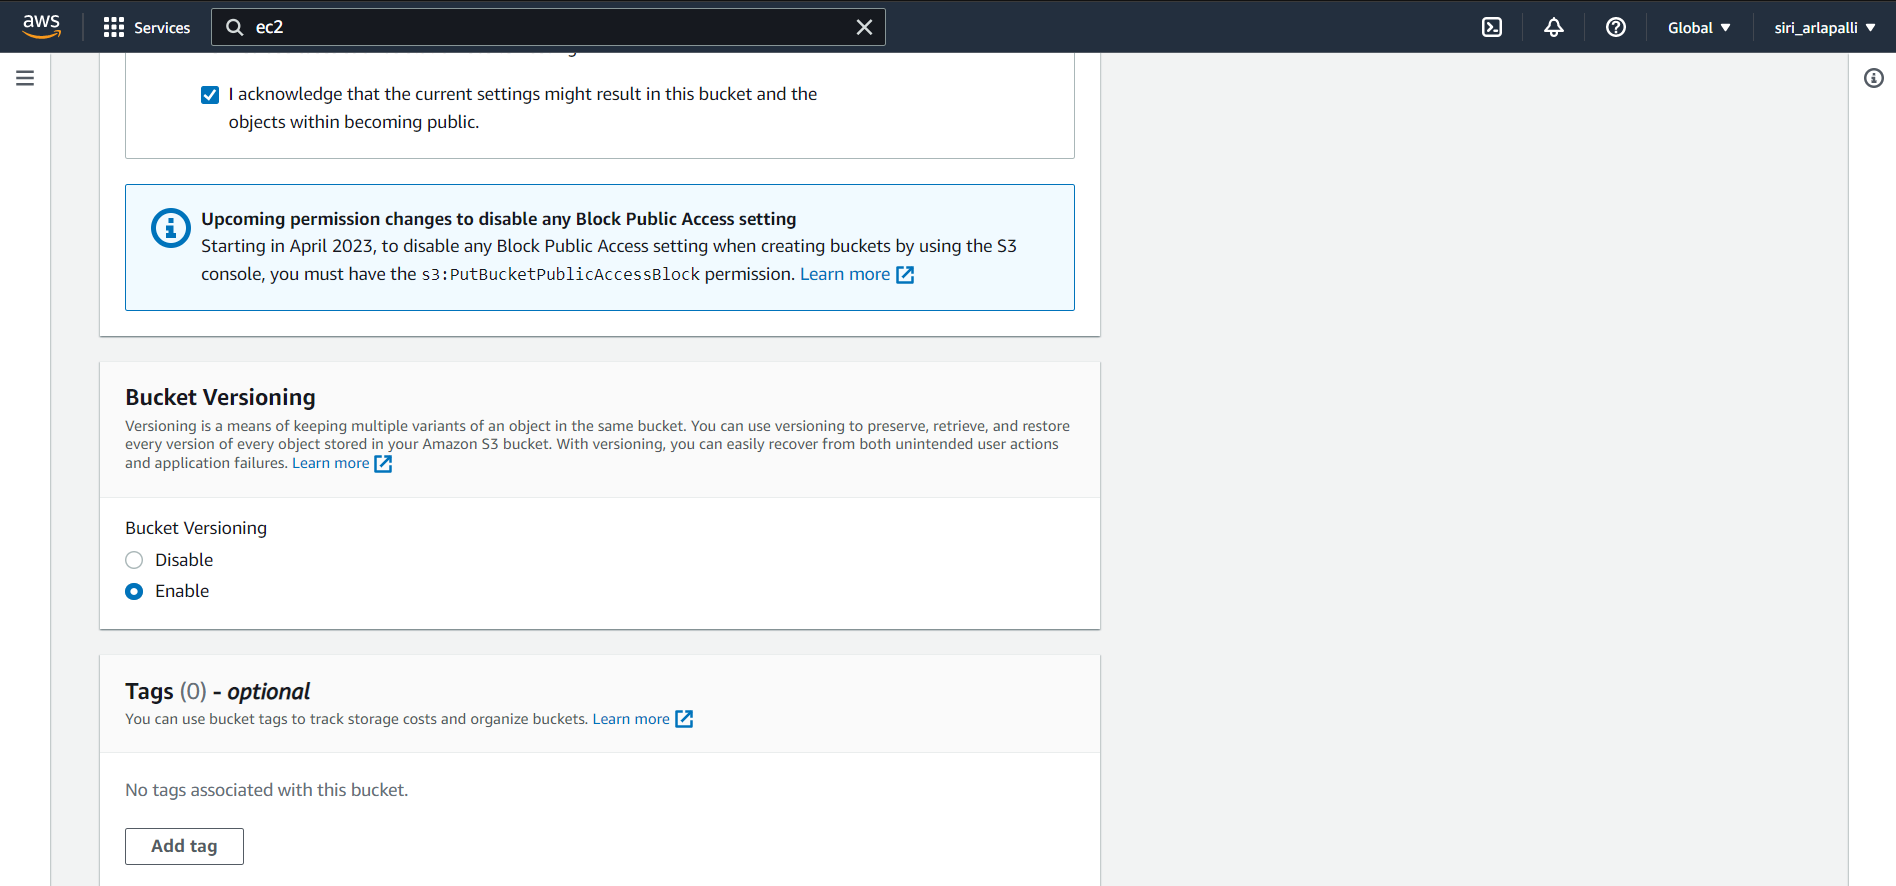 aws
Services
ec2
Global
siri_arlapalli
I acknowledge that the current settings might result in this bucket and the
objects within becoming public.
Upcoming permission changes to disable any Block Public Access setting
Starting in April 2023, to disable any Block Public Access setting when creating buckets by using the S3
console, you must have the s3:PutBucketPublicAccessBlock permission. Learn more
Bucket Versioning
Versioning is a means of keeping multiple variants of an object in the same bucket. You can use versioning to preserve, retrieve, and restore
every version of every object stored in your Amazon S3 bucket. With versioning, you can easily recover from both unintended user actions
and application failures. Learn more
Bucket Versioning
Disable
Enable
Tags (0) - optional
You can use bucket tags to track storage costs and organize buckets. Learn more
No tags associated with this bucket.
Add tag